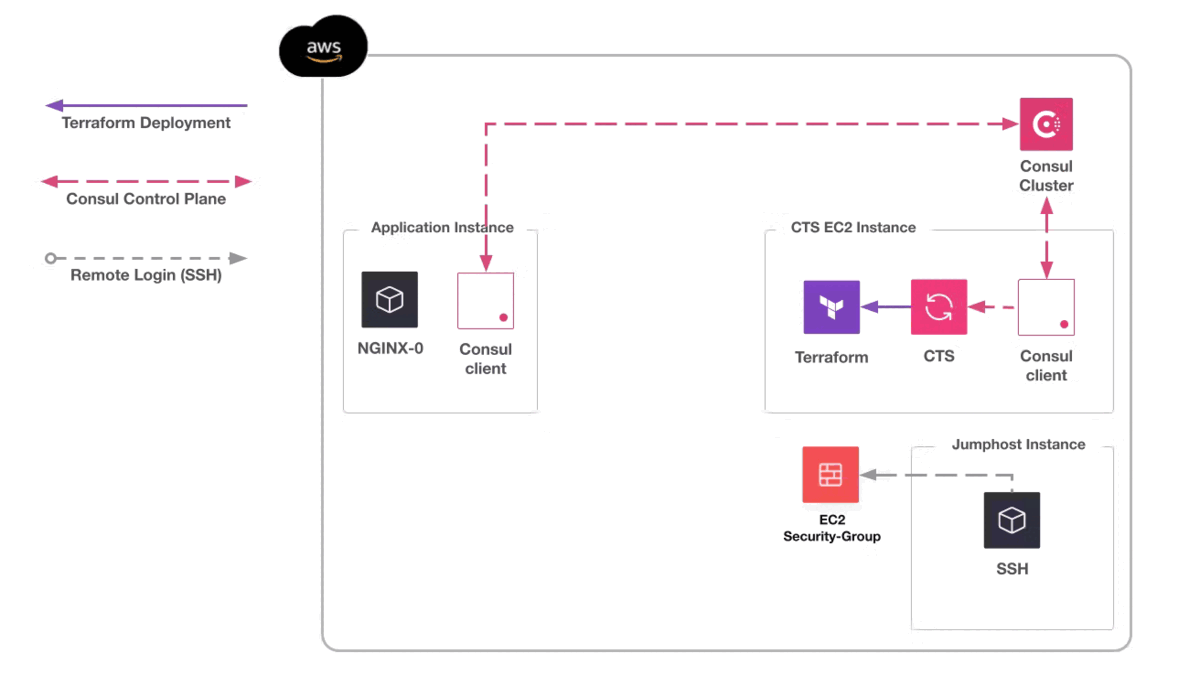 aws
Terraform Deployment
Consul Control Plane
Remote Login (SSH)
Consul
Cluster
Application Instance
NGINX-0
Consul
client
CTS EC2 Instance
Terraform
CTS
Consul
client
EC2
Security-Group
Jumphost Instance
SSH